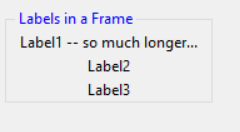 Labels in a Frame
Label1 -- so much longer...
Label2
Label3